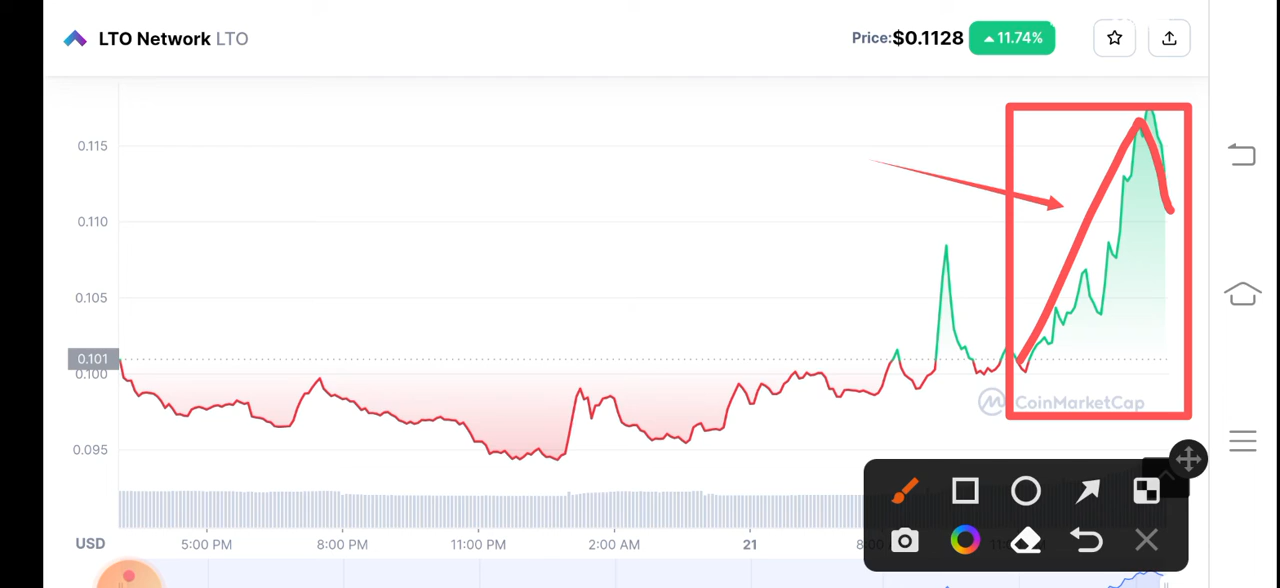 LTO Network LTO
Price:$0.1128 11.74%
0.115
0.110
0.105
0.101
0.100
0.095
CoinMarketCap
USD 5:00 PM 8:00 PM 11:00 PM 2:00 AM 21